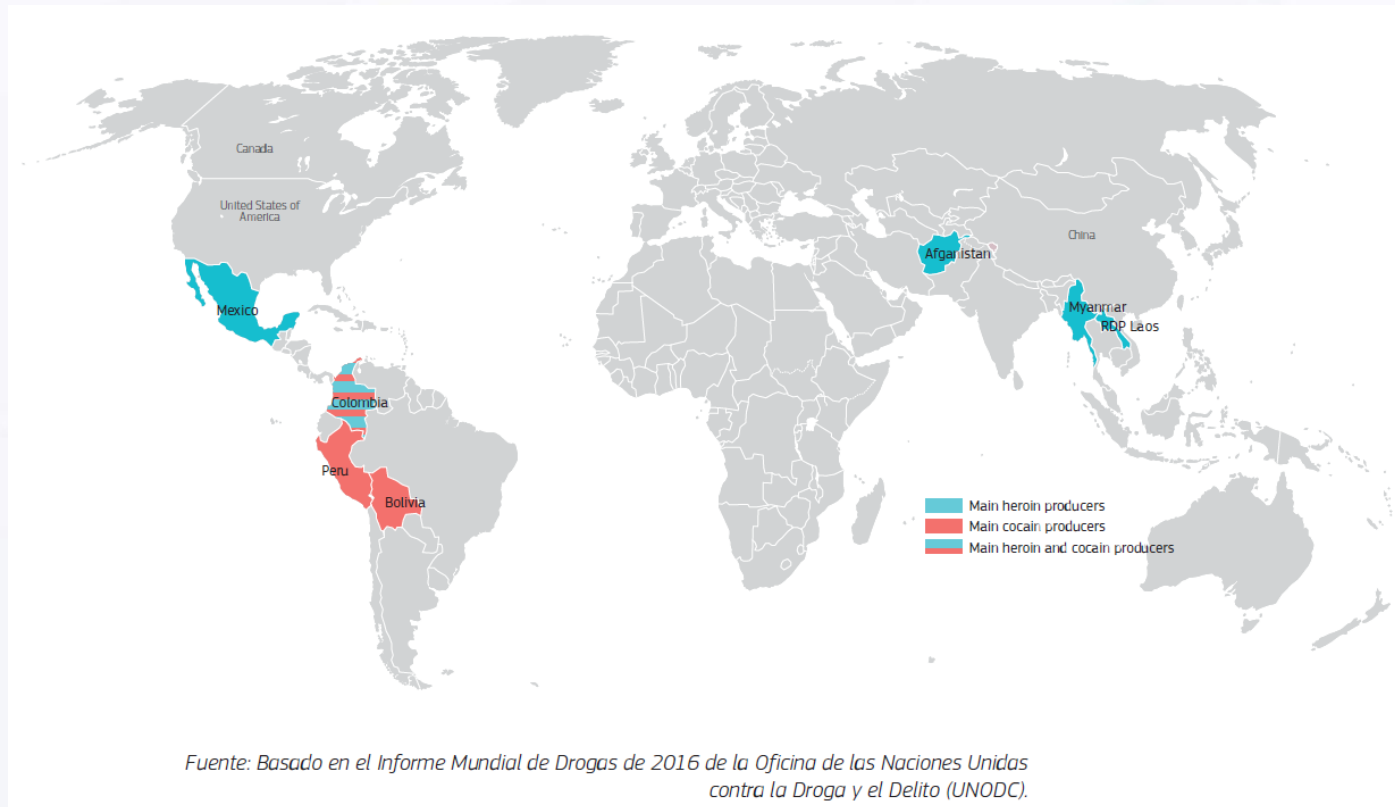 Canada
United States of
America
China
Afganistan
Mexico
Myanmar
RDP Laos
Colombia
Peru
Bolivia
Main heroin producers
Main cocain producers
Main heroin and cocain producers
Fuente: Basado en el Informe Mundial de Drogas de 2016 de la Oficina de las Naciones Unidas
contra la Droga y el Delito (UNODC).